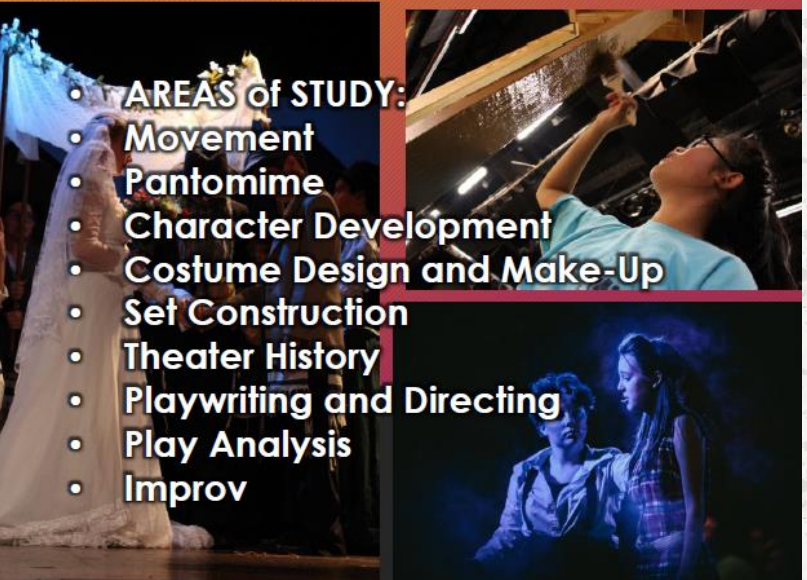 • AREAS of STUDY:
• Movement
• Pantomime
• Character Development
• Costume Design and Make-Up
• Set Construction
• Theater History
• Playwriting and Directing
• Play Analysis
• Improv